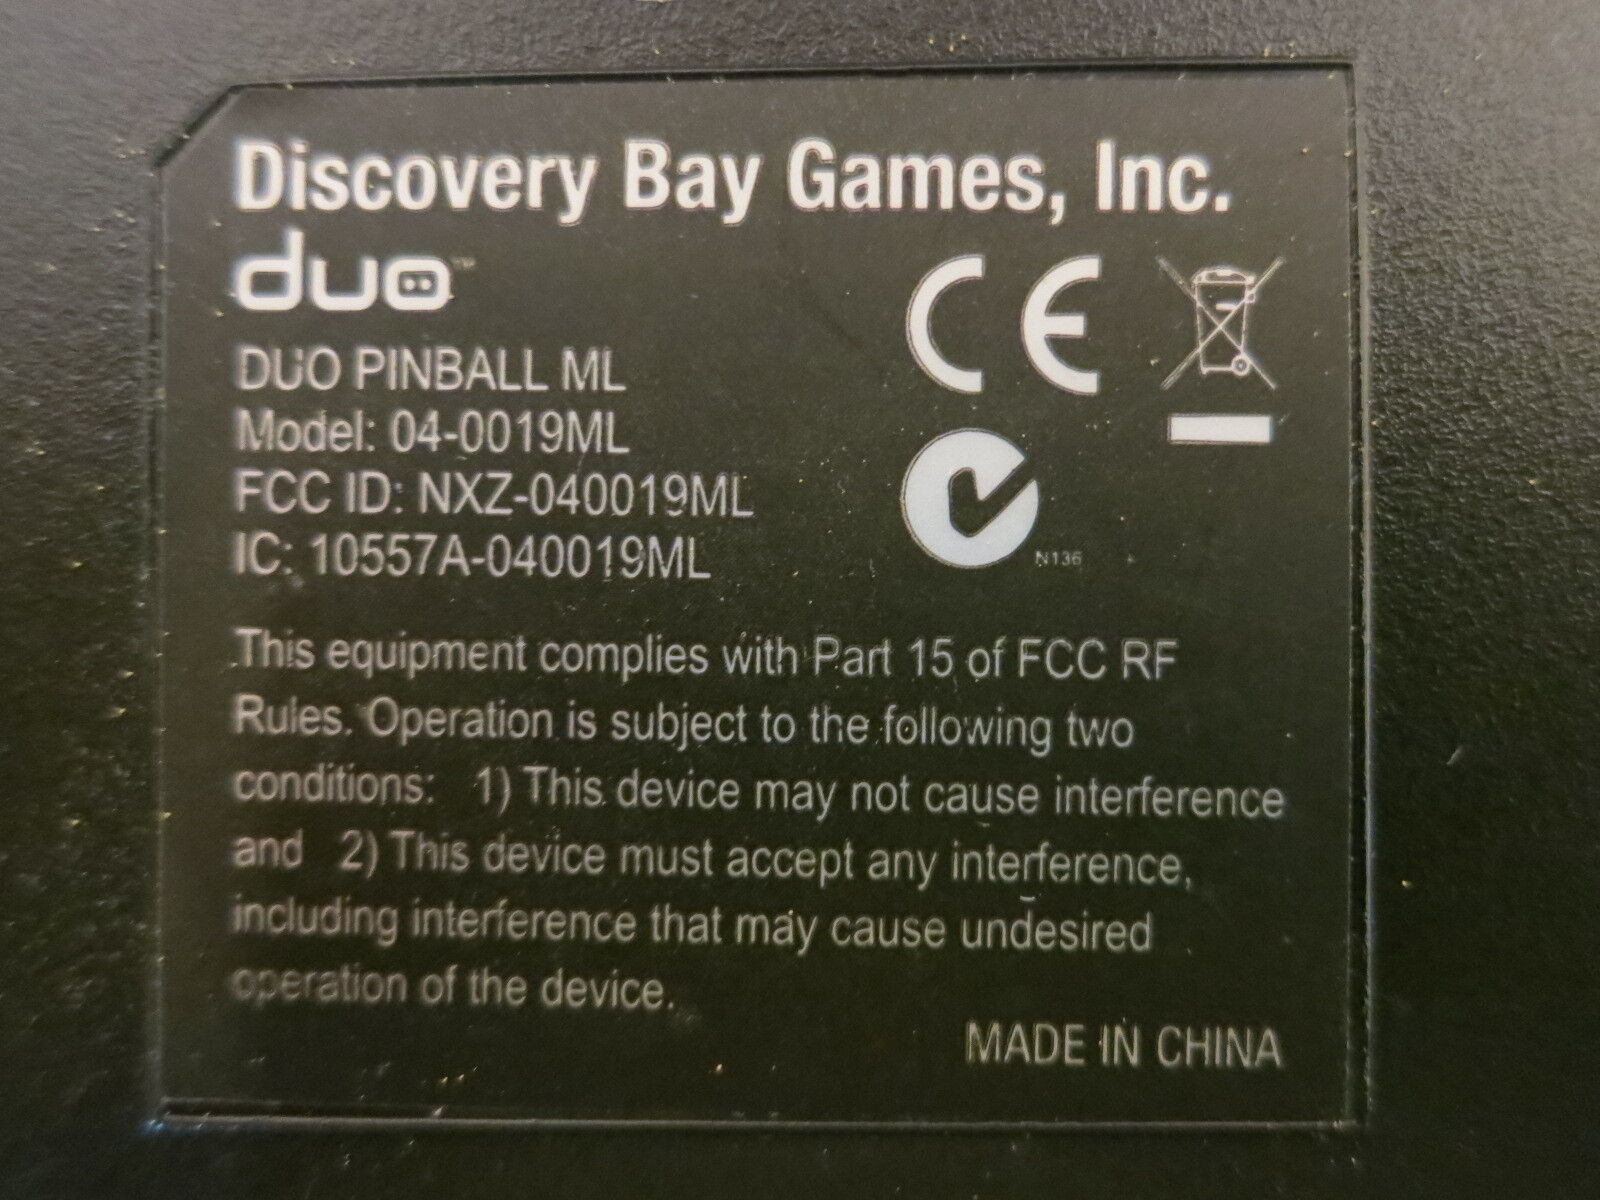 Discovery Bay Games, Inc.
duo™
DUO PINBALL ML
Model: 04-0019ML
FCC ID: NXZ-040019ML
IC: 10557A-040019ML
CE
N136
This equipment complies with Part 15 of FCC RF
Rules. Operation is subject to the following two
conditions: 1) This device may not cause interference
and 2) This device must accept any interference,
including interference that may cause undesired
operation of the device.
MADE IN CHINA